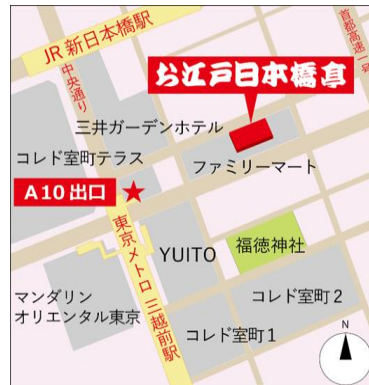 JR 新日本橋駅
中央通り
首都高速一号
お江戸日本橋亭
三井ガーデンホテル
コレド室町テラス
ファミリーマート
A10 出口
東京メトロ 三越前駅
YUITO
福徳神社
マンダリン
オリエンタル東京
コレド室町2
コレド室町1
N